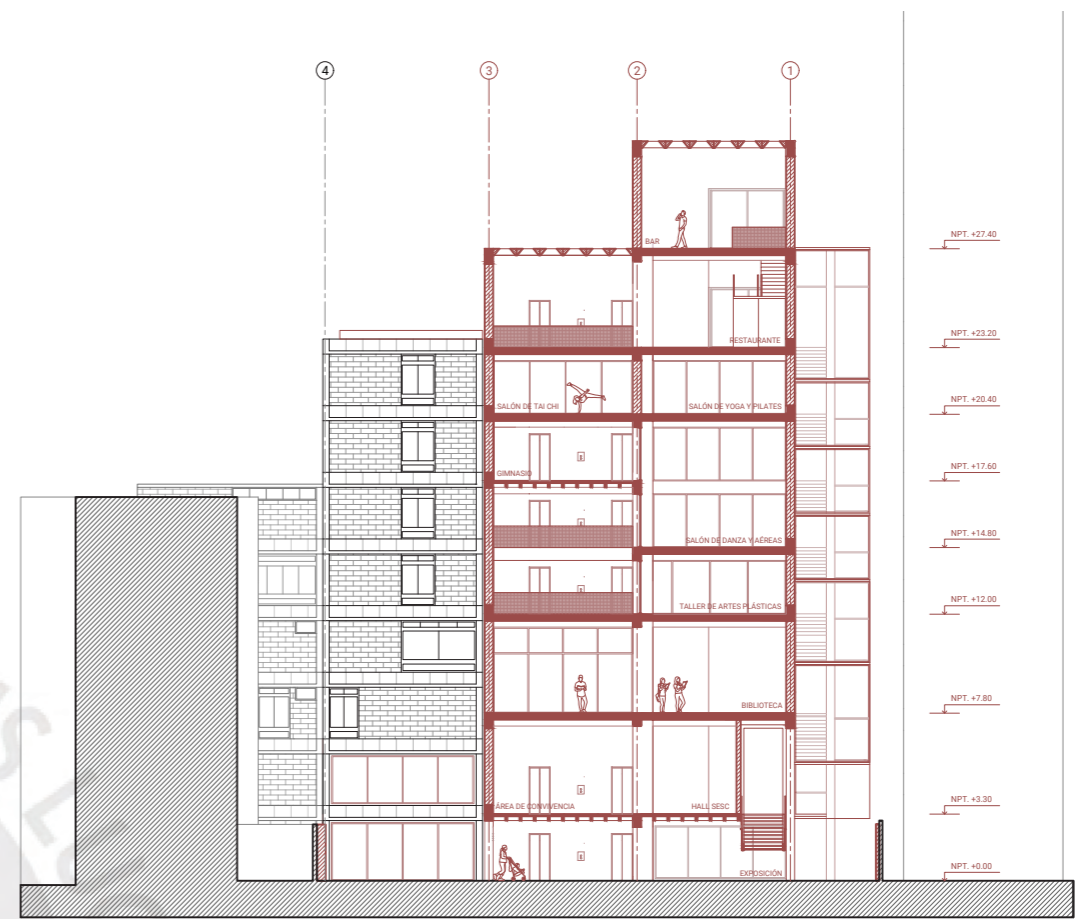 4 3 2 1
NPT. +27.40
BAR
NPT. +23.20
RESTAURANTE
NPT. +20.40
SALÓN DE TAI CHI SALÓN DE YOGA Y PILATES
NPT. +17.60
GIMNASIO
NPT. +14.80
SALÓN DE DANZA Y AÉREAS
NPT. +12.00
TALLER DE ARTES PLÁSTICAS
NPT. +7.80
BIBLIOTECA
NPT. +3.30
ÁREA DE CONVIVENCIA HALL SESC
NPT. +0.00
EXPOSICIÓN